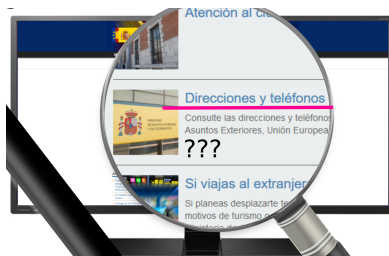 Atención al ci
Direcciones y teléfonos
Consulte las direcciones y teléfono
Asuntos Exteriores, Unión Europea
???
Si viajas al extranjer
Si planeas desplazarte te
motivos de turismo o